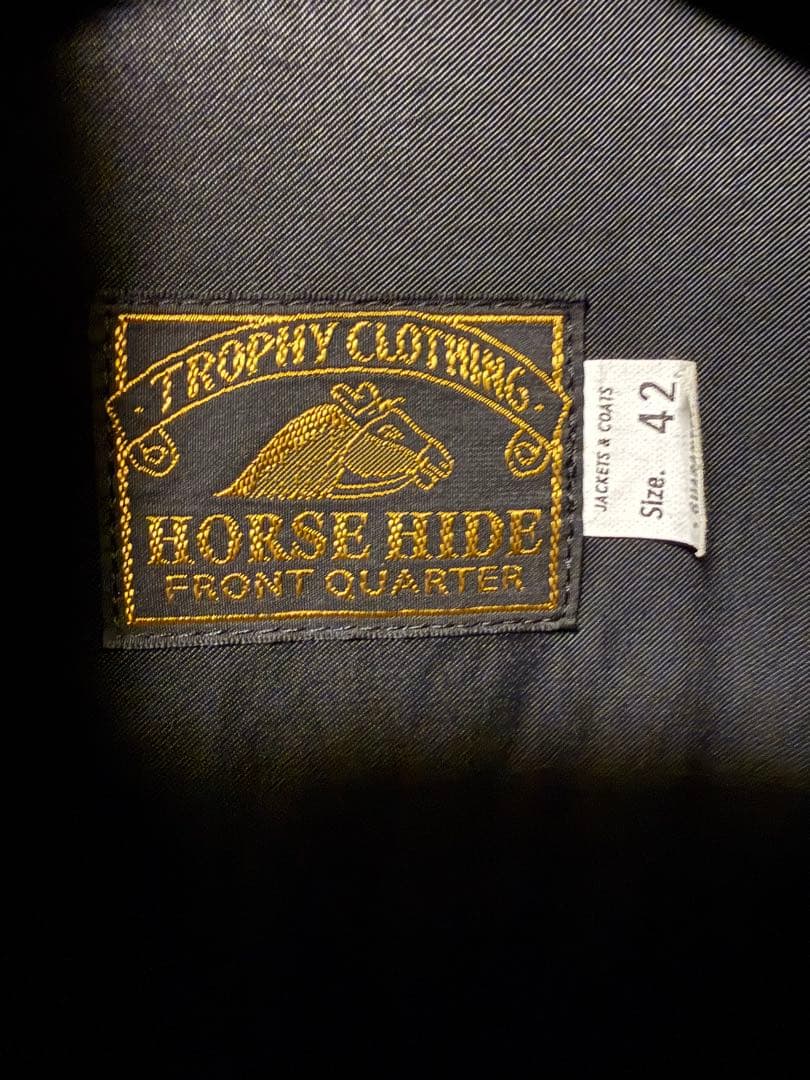 TROPHY CLOTHING
HORSE HIDE
FRONT QUARTER
JACKETS & COATS
Size. 42